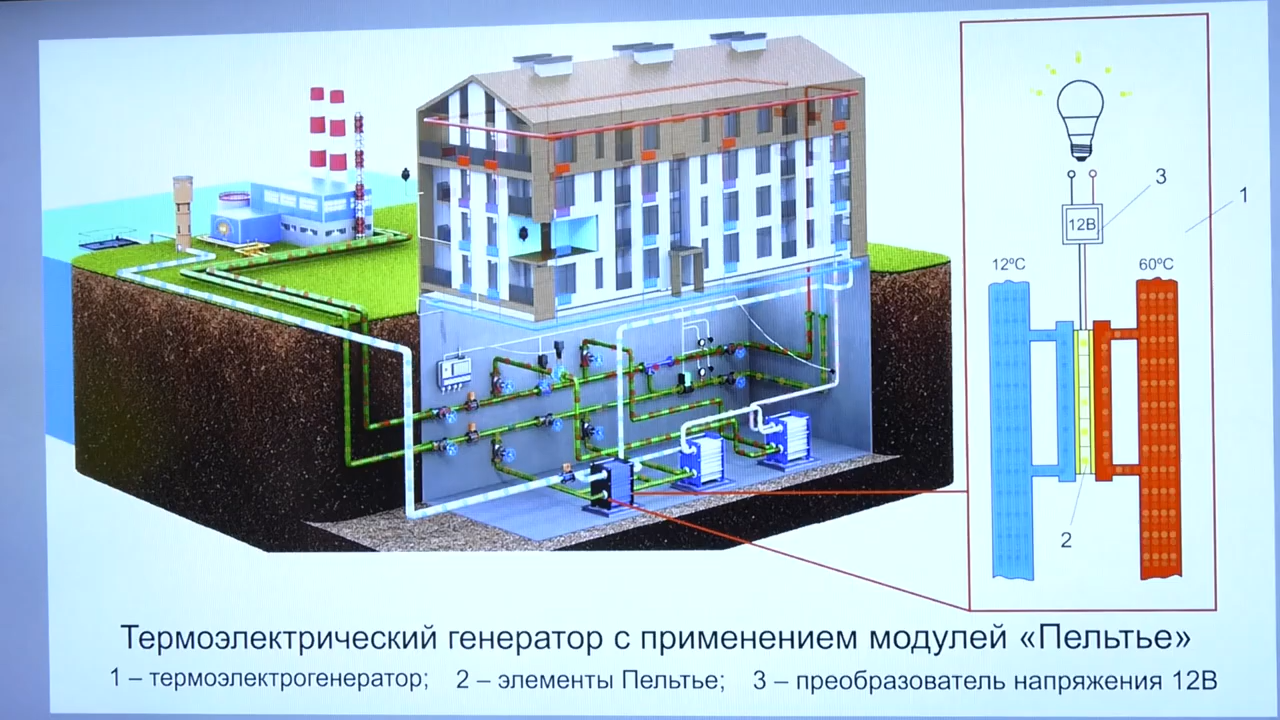 3
1
12В
12ºC
60ºC
2
Термоэлектрический генератор с применением модулей «Пельтье»
1 – термоэлектрогенератор; 2 – элементы Пельтье; 3 – преобразователь напряжения 12В